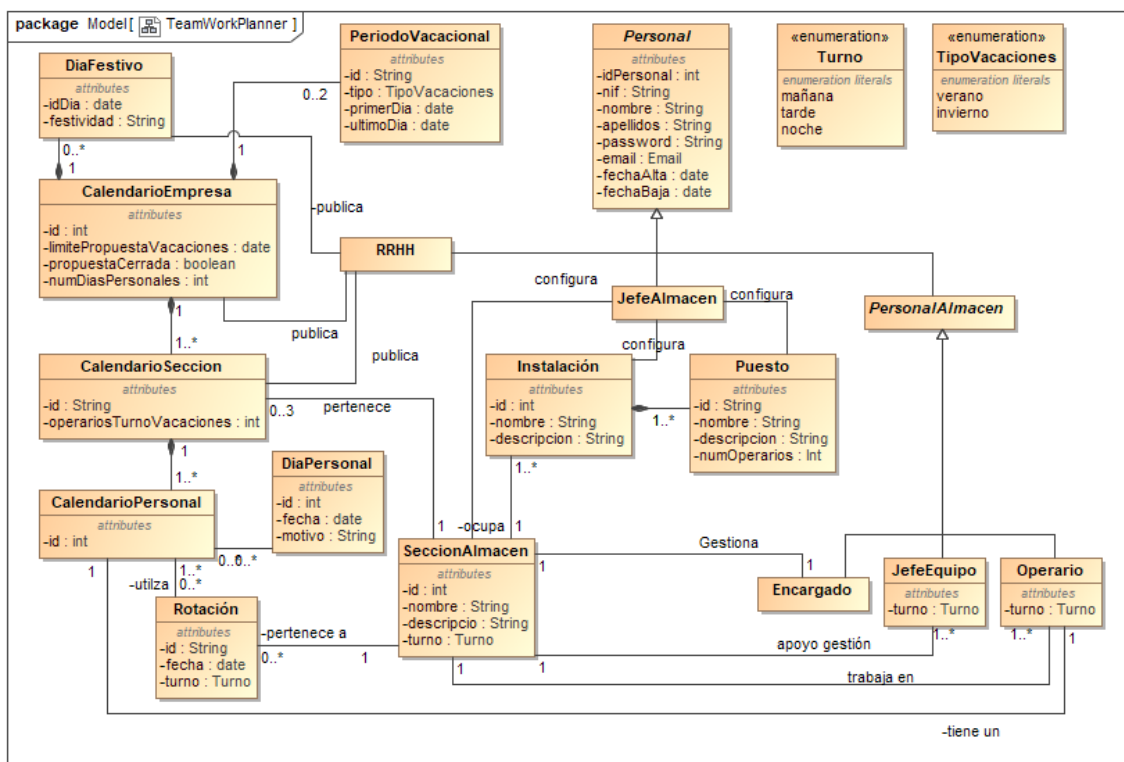 package Model[ TeamWorkPlanner ]
DiaFestivo
attributes
-idDia : date
-festividad : String
0..*
1
PeriodoVacacional
attributes
-id : String
-tipo : TipoVacaciones
-primerDia : date
-ultimoDia : date
0..2
1
Personal
attributes
-idPersonal : int
-nif : String
-nombre : String
-apellidos : String
-password : String
-email : Email
-fechaAlta : date
-fechaBaja : date
«enumeration»
Turno
enumeration literals
mañana
tarde
noche
«enumeration»
TipoVacaciones
enumeration literals
verano
invierno
CalendarioEmpresa
attributes
-id : int
-limitePropuestaVacaciones : date
-propuestaCerrada : boolean
-numDiasPersonales : int
-publica
RRHH
publica
publica
1
1..*
configura
JefeAlmacen
configura
configura
PersonalAlmacen
CalendarioSeccion
attributes
-id : String
-operariosTurnoVacaciones : int
0..3
pertenece
1
1..*
Instalación
attributes
-id : int
-nombre : String
-descripcion : String
1..*
1..*
Puesto
attributes
-id : String
-nombre : String
-descripcion : String
-numOperarios : Int
DiaPersonal
attributes
-id : int
-fecha : date
-motivo : String
CalendarioPersonal
attributes
-id : int
0..*
1
1..*
-utilza
0..*
1
-ocupa
1
SeccionAlmacen
attributes
-id : int
-nombre : String
-descripcio : String
-turno : Turno
1
Gestiona
1
Encargado
JefeEquipo
attributes
-turno : Turno
1..*
Operario
attributes
-turno : Turno
1..*
1
Rotación
attributes
-id : String
-fecha : date
-turno : Turno
-pertenece a
0..*
1
apoyo gestión
1
1
trabaja en
-tiene un